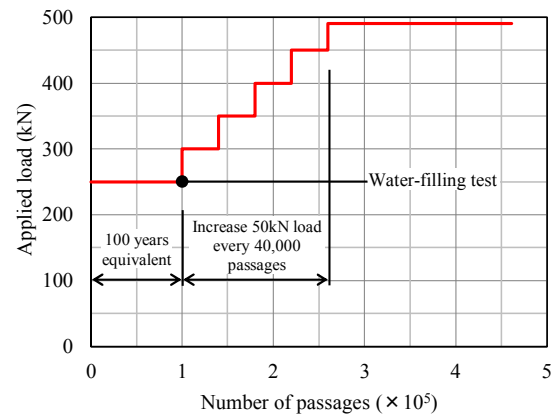 500
400
300
200
100
0
Applied load (kN)
Water-filling test
100 years
equivalent
Increase 50kN load
every 40,000
passages
0 1 2 3 4 5
Number of passages (×10⁵)